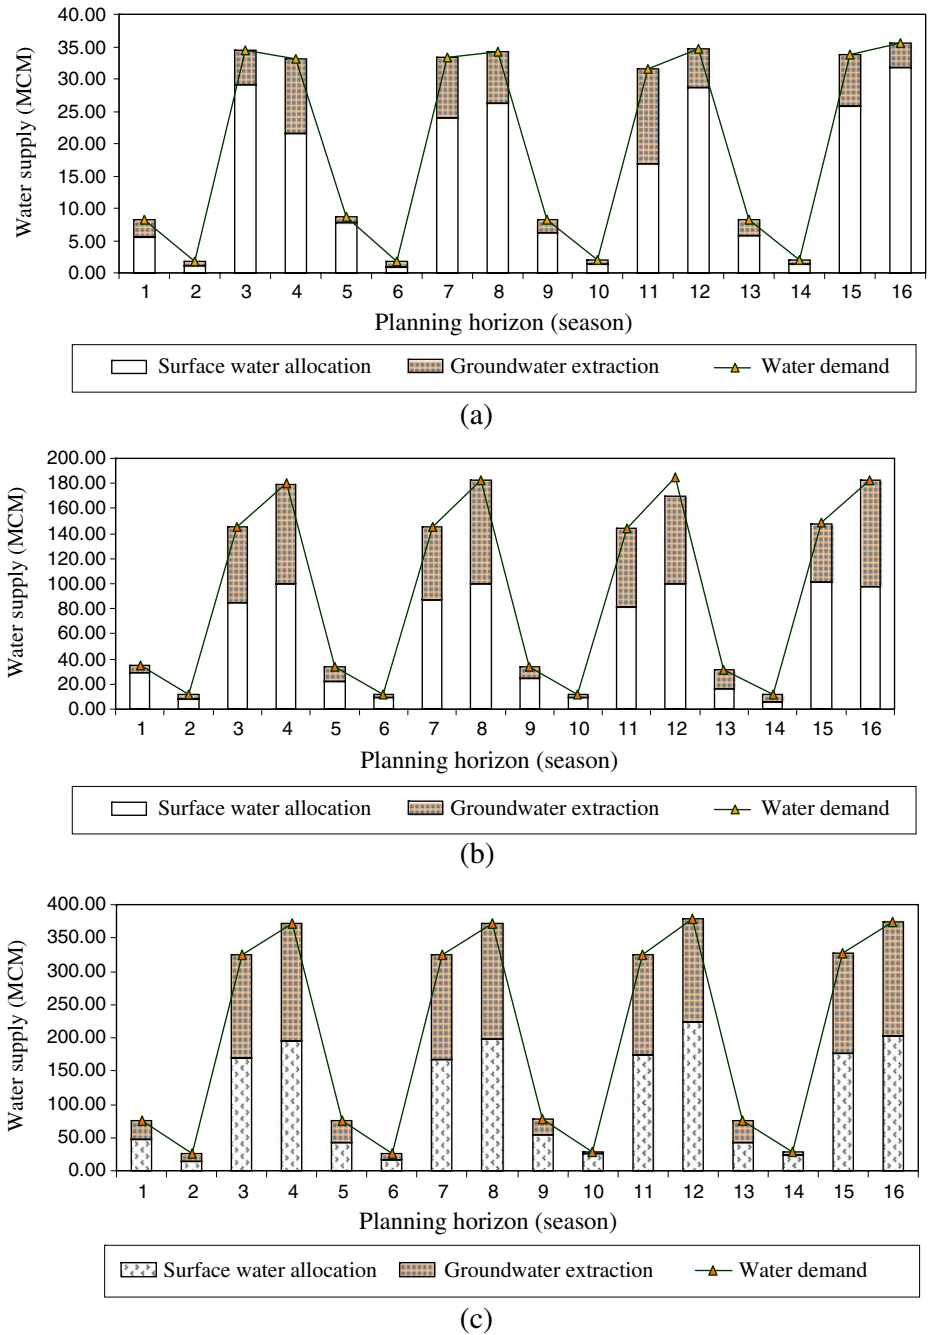 40.00
35.00
30.00
25.00
20.00
15.00
10.00
5.00
0.00
Water supply (MCM)
1 2 3 4 5 6 7 8 9 10 11 12 13 14 15 16
Planning horizon (season)
Surface water allocation Groundwater extraction Water demand
(a)
200.00
180.00
160.00
140.00
120.00
100.00
80.00
60.00
40.00
20.00
0.00
Water supply (MCM)
1 2 3 4 5 6 7 8 9 10 11 12 13 14 15 16
Planning horizon (season)
Surface water allocation Groundwater extraction Water demand
(b)
400.00
350.00
300.00
250.00
200.00
150.00
100.00
50.00
0.00
Water supply (MCM)
1 2 3 4 5 6 7 8 9 10 11 12 13 14 15 16
Planning horizon (season)
Surface water allocation Groundwater extraction Water demand
(c)